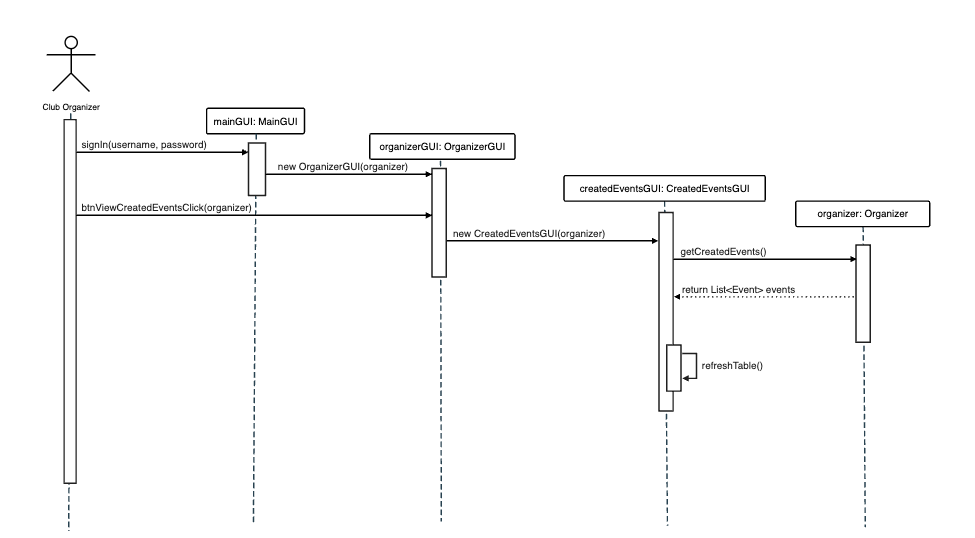 Club Organizer
mainGUI: MainGUI
signIn(username, password)
organizerGUI: OrganizerGUI
new OrganizerGUI(organizer)
createdEventsGUI: CreatedEventsGUI
btnViewCreatedEventsClick(organizer)
organizer: Organizer
new CreatedEventsGUI(organizer)
getCreatedEvents()
return List<Event> events
refreshTable()